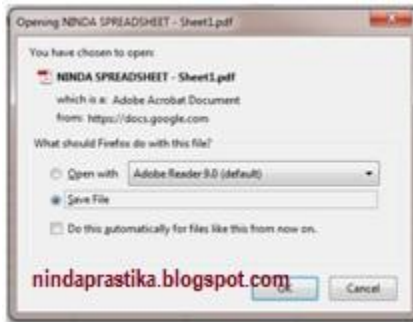 Opening NINDA SPREADSHEET - Sheet1.pdf
You have chosen to open:
NINDA SPREADSHEET - Sheet1.pdf
which is a: Adobe Acrobat Document
from: https://docs.google.com
What should Firefox do with this file?
Open with Adobe Reader 9.0 (default)
Save File
Do this automatically for files like this from now on.
nindaprastika.blogspot.com
OK Cancel